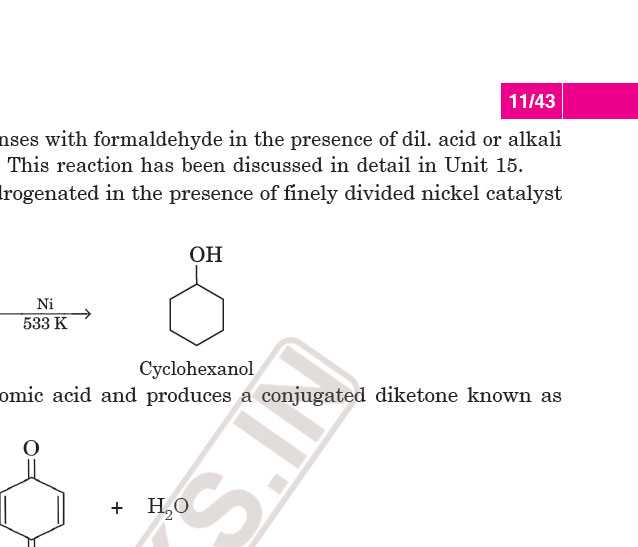 11/43
nses with formaldehyde in the presence of dil. acid or alkali
This reaction has been discussed in detail in Unit 15.
drogenated in the presence of finely divided nickel catalyst
OH
Ni
533 K
Cyclohexanol
omic acid and produces a conjugated diketone known as
O
+ H₂O
S.IN